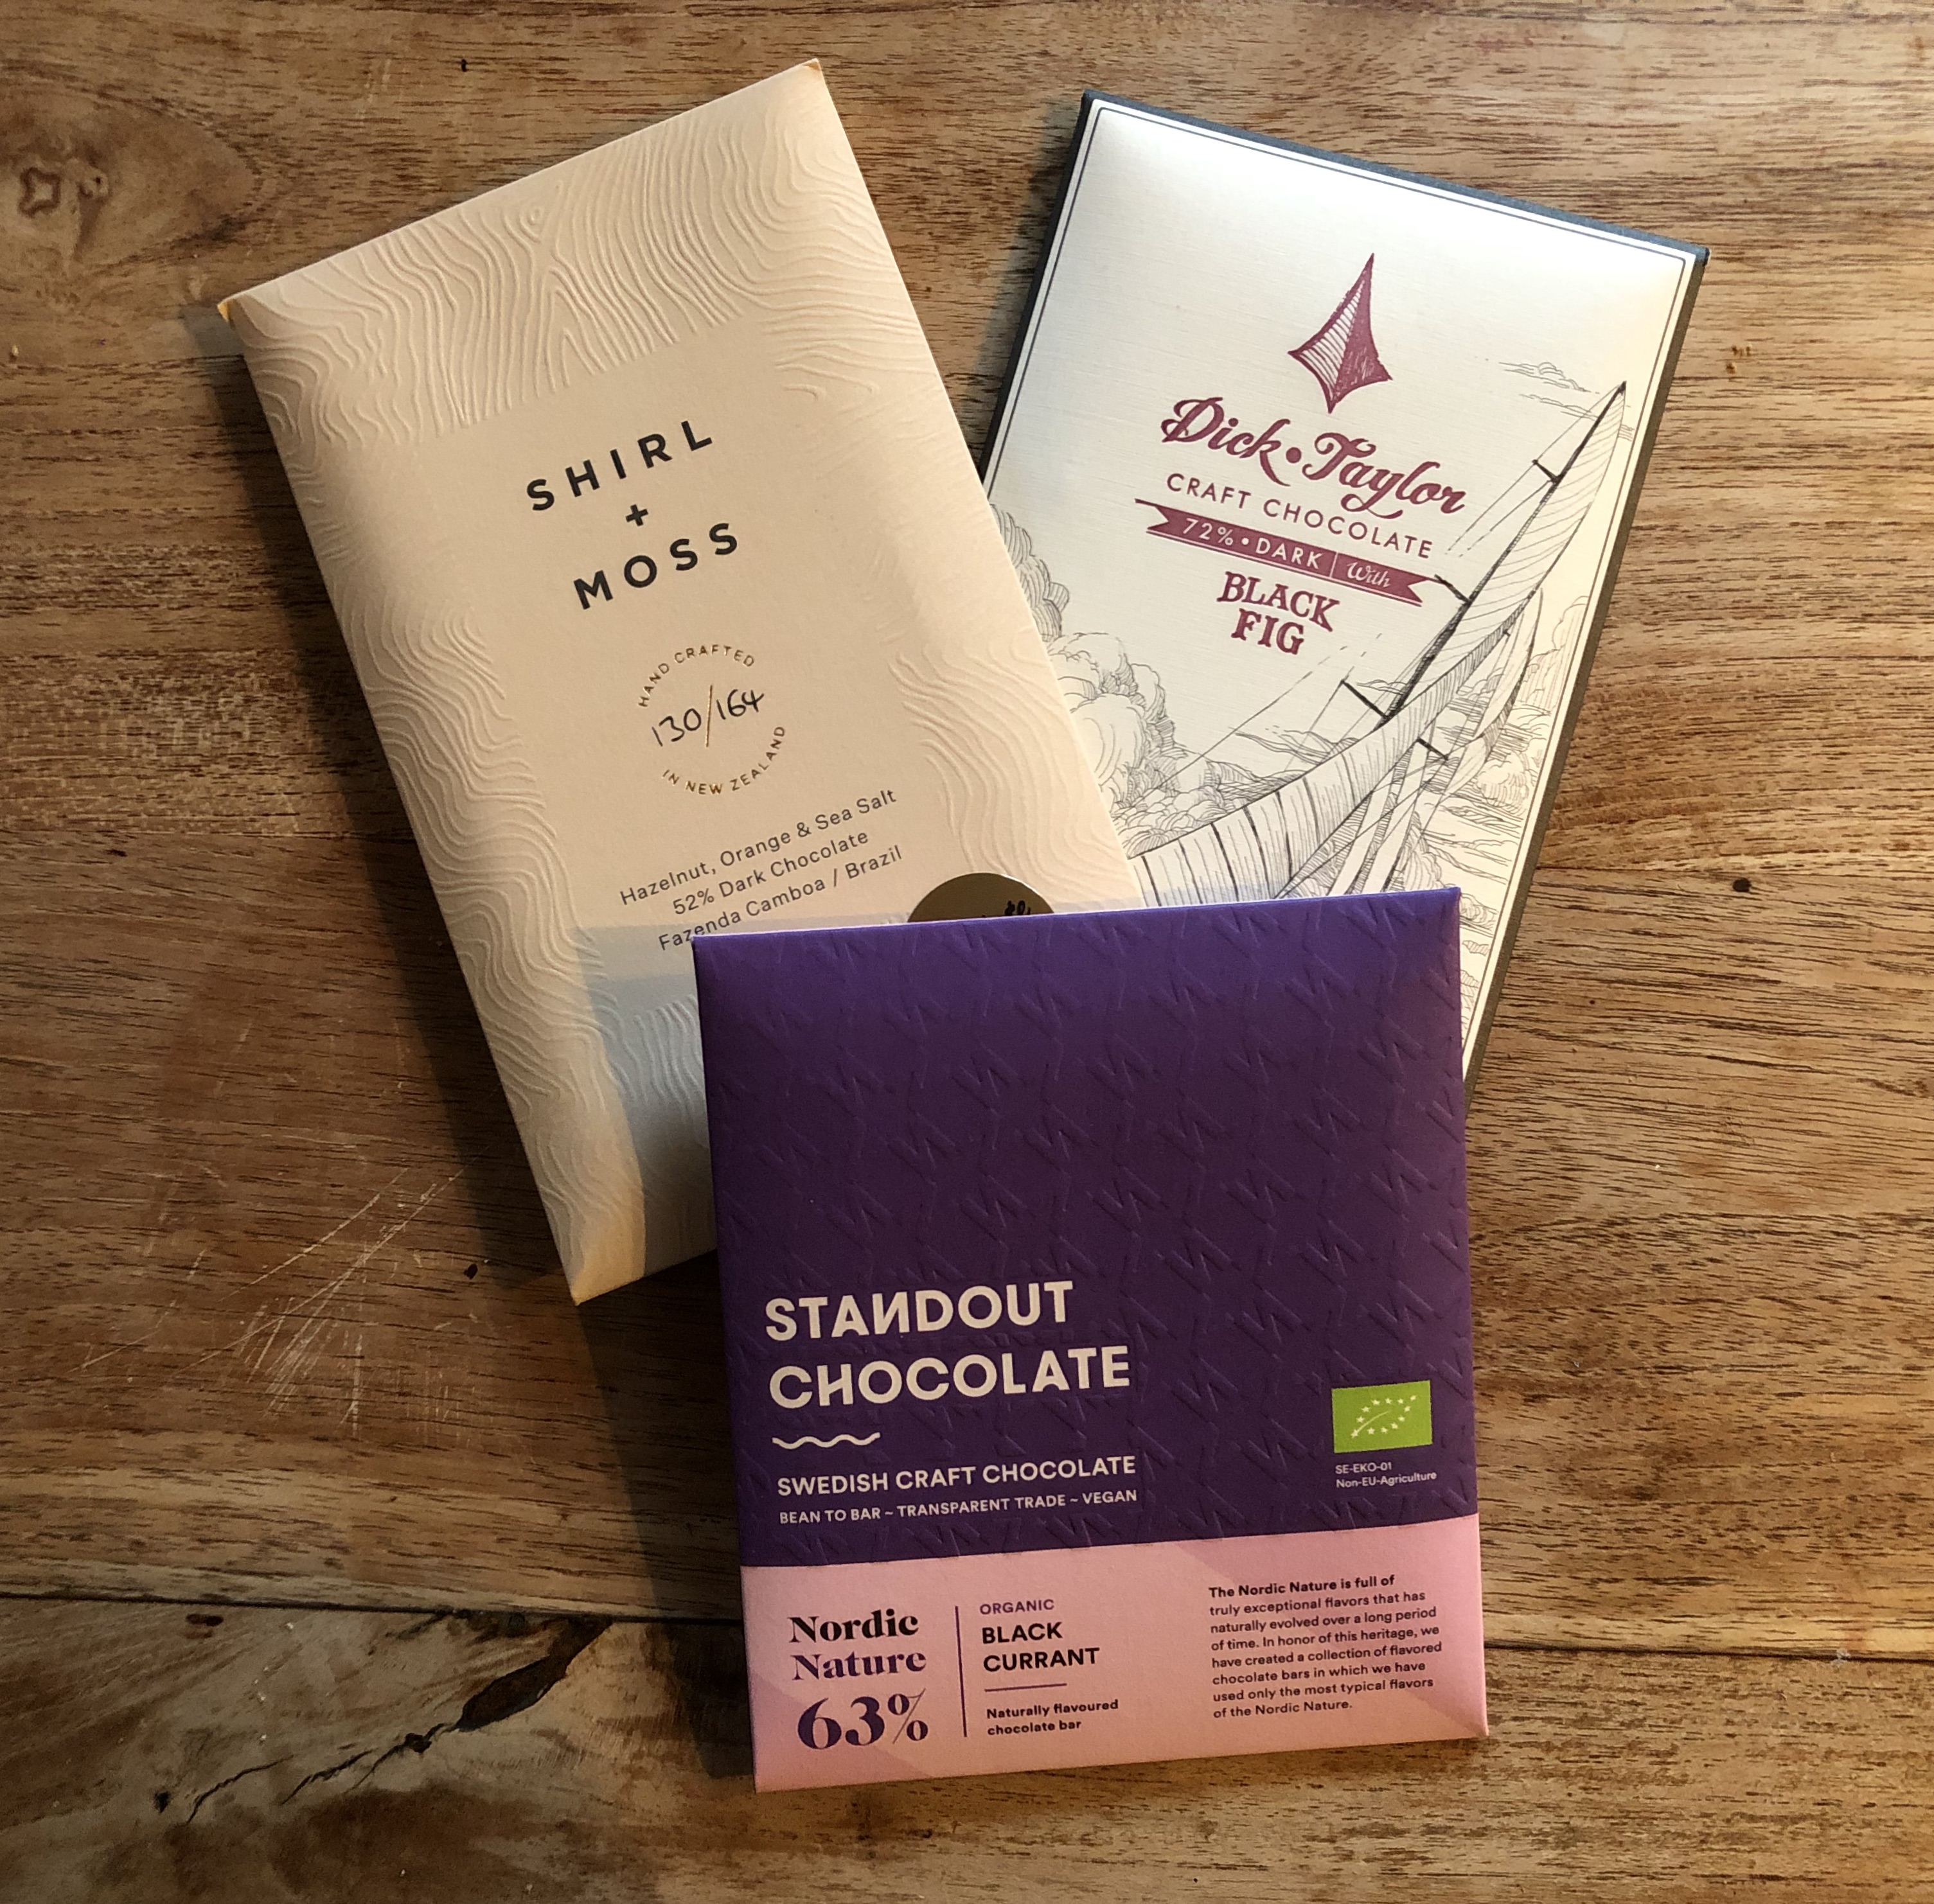 SHIRL
+
MOSS
HAND CRAFTED
130/164
IN NEW ZEALAND
Hazelnut, Orange & Sea Salt
52% Dark Chocolate
Fazenda Camboa / Brazil
Dick • Taylor
CRAFT CHOCOLATE
72% • DARK With
BLACK
FIG
STANDOUT
CHOCOLATE
SWEDISH CRAFT CHOCOLATE
BEAN TO BAR ~ TRANSPARENT TRADE ~ VEGAN
SE-EKO-01
Non-EU-Agriculture
Nordic
Nature
63%
ORGANIC
BLACK
CURRANT
Naturally flavoured
chocolate bar
The Nordic Nature is full of
truly exceptional flavors that has
naturally evolved over a long period
of time. In honor of this heritage, we
have created a collection of flavored
chocolate bars in which we have
used only the most typical flavors
of the Nordic Nature.